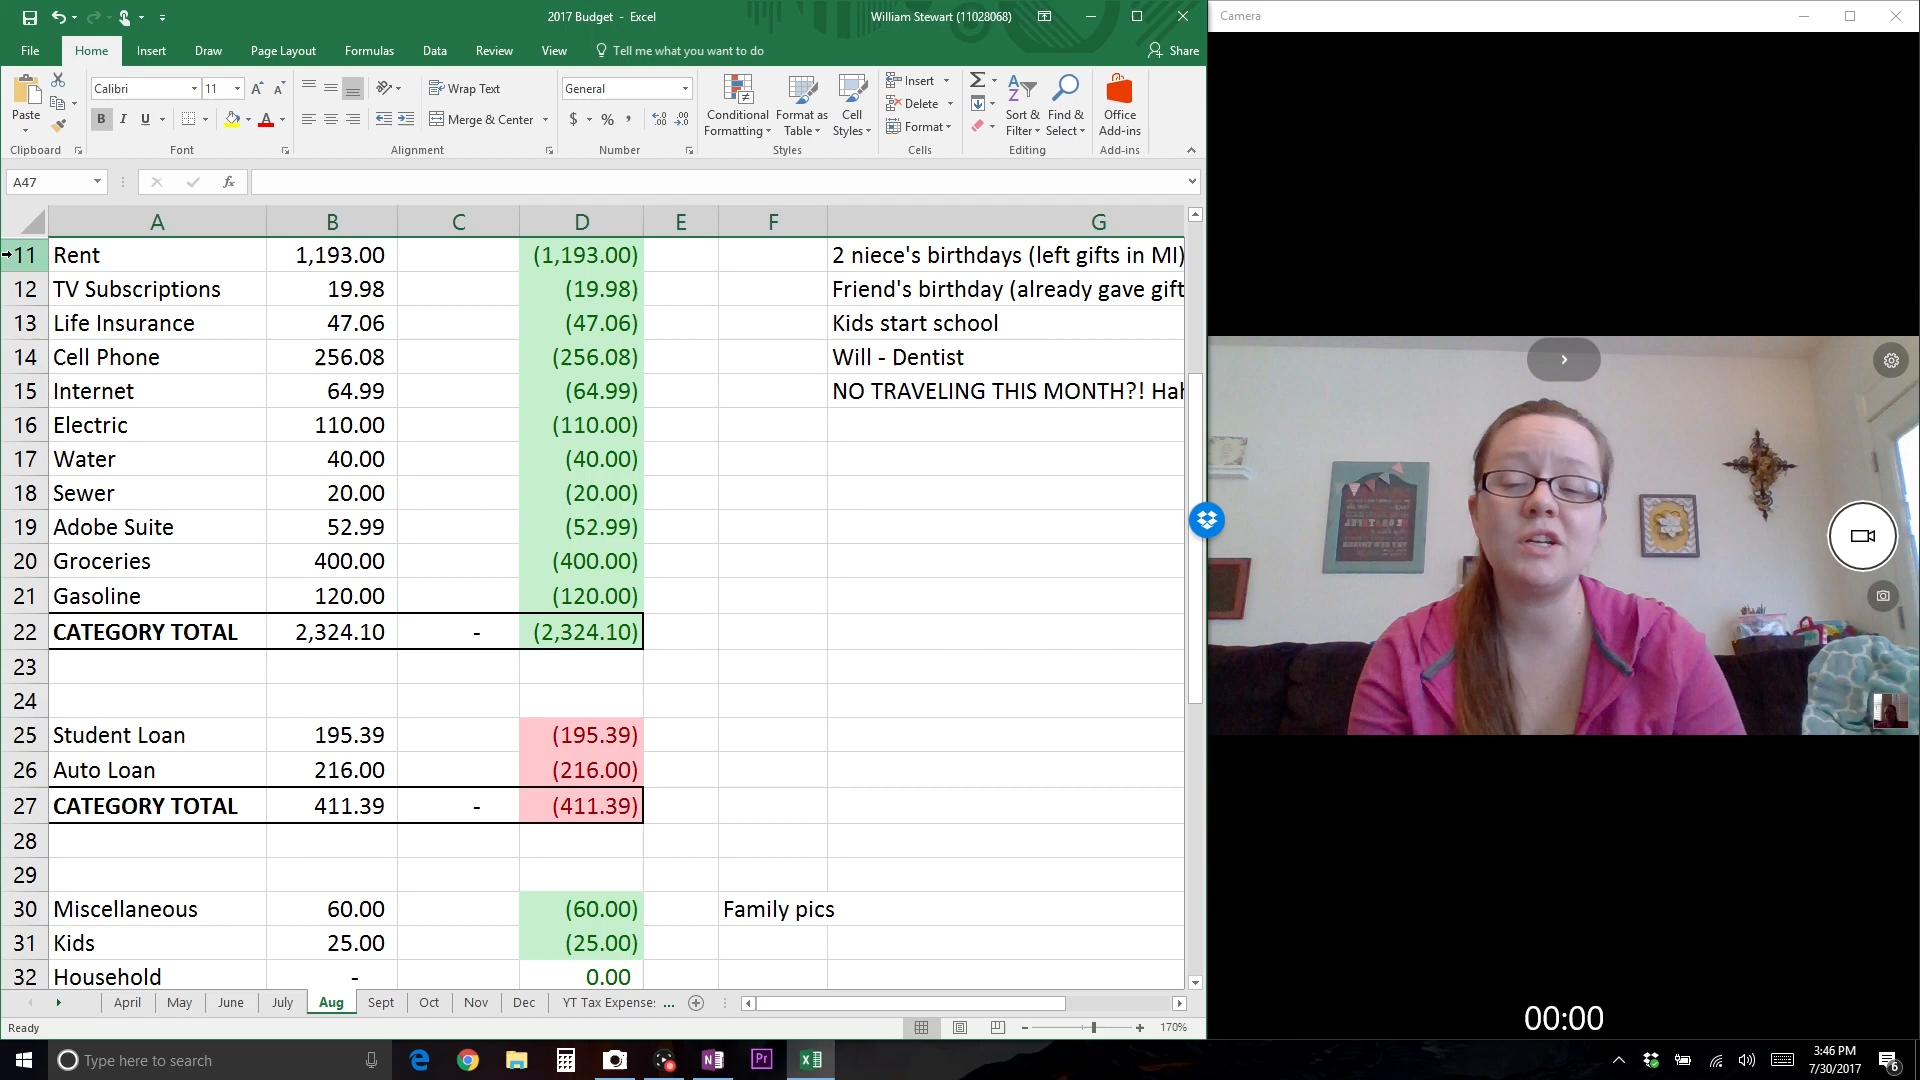 2017 Budget - Excel
William Stewart (11028068)
Camera
File Home Insert Draw Page Layout Formulas Data Review View Tell me what you want to do Share
Paste
Calibri 11
Wrap Text
Merge & Center
General
$ % ,
Conditional Formatting
Format as Table
Cell Styles
Insert
Delete
Format
Sort & Filter
Find & Select
Office Add-ins
Clipboard Font Alignment Number Styles Cells Editing Add-ins
A47 fx
A B C D E F G
11 Rent 1,193.00 (1,193.00) 2 niece's birthdays (left gifts in MI)
12 TV Subscriptions 19.98 (19.98) Friend's birthday (already gave gift
13 Life Insurance 47.06 (47.06) Kids start school
14 Cell Phone 256.08 (256.08) Will - Dentist
15 Internet 64.99 (64.99) NO TRAVELING THIS MONTH?! Hah
16 Electric 110.00 (110.00)
17 Water 40.00 (40.00)
18 Sewer 20.00 (20.00)
19 Adobe Suite 52.99 (52.99)
20 Groceries 400.00 (400.00)
21 Gasoline 120.00 (120.00)
22 CATEGORY TOTAL 2,324.10 - (2,324.10)
23
24
25 Student Loan 195.39 (195.39)
26 Auto Loan 216.00 (216.00)
27 CATEGORY TOTAL 411.39 - (411.39)
28
29
30 Miscellaneous 60.00 (60.00) Family pics
31 Kids 25.00 (25.00)
32 Household - 0.00
April May June July Aug Sept Oct Nov Dec YT Tax Expense: ...
Ready 170%
00:00
Type here to search
3:46 PM
7/30/2017
6